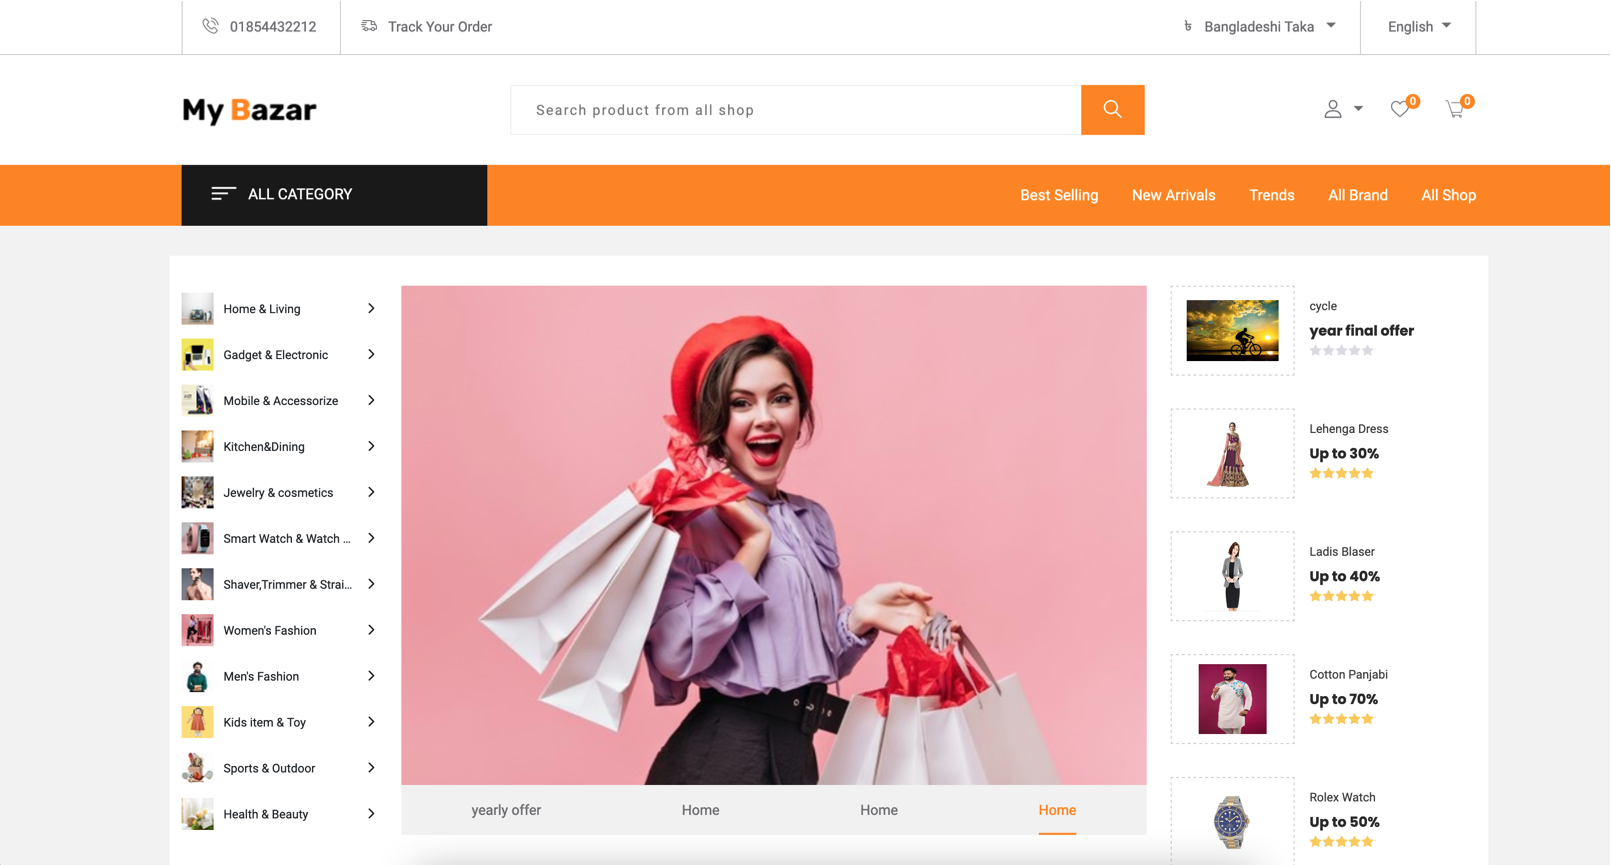 01854432212
Track Your Order
৳ Bangladeshi Taka
English
My Bazar
Search product from all shop
0
0
ALL CATEGORY
Best Selling
New Arrivals
Trends
All Brand
All Shop
Home & Living
Gadget & Electronic
Mobile & Accessorize
Kitchen&Dining
Jewelry & cosmetics
Smart Watch & Watch ...
Shaver,Trimmer & Strai...
Women's Fashion
Men's Fashion
Kids item & Toy
Sports & Outdoor
Health & Beauty
yearly offer
Home
Home
Home
cycle
year final offer
Lehenga Dress
Up to 30%
Ladis Blaser
Up to 40%
Cotton Panjabi
Up to 70%
Rolex Watch
Up to 50%